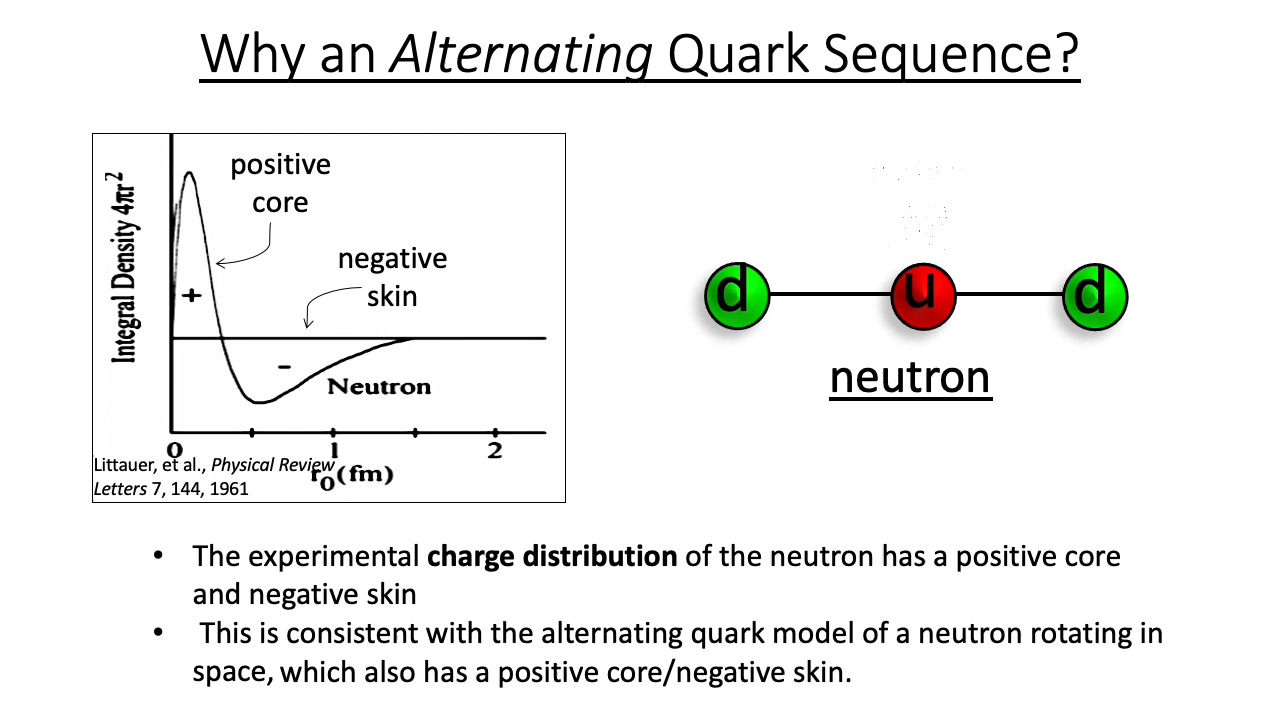 Why an Alternating Quark Sequence?
Integral Density 4πr²
positive
core
negative
skin
+
-
Neutron
0 1 2
r₀(fm)
Littauer, et al., Physical Review
Letters 7, 144, 1961
d u d
neutron
• The experimental charge distribution of the neutron has a positive core
and negative skin
• This is consistent with the alternating quark model of a neutron rotating in
space, which also has a positive core/negative skin.